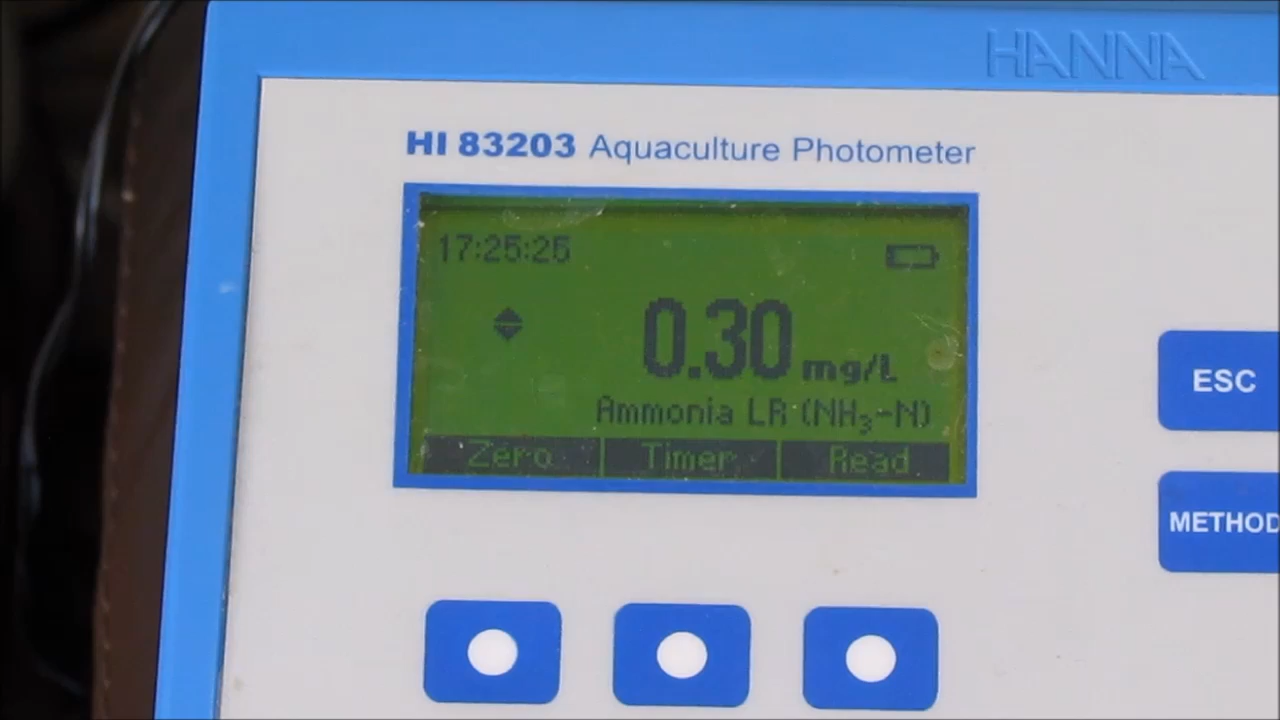 HANNA
HI 83203 Aquaculture Photometer
17:25:25
0.30 mg/L
Ammonia LR (NH₃-N)
Zero Timer Read
ESC
METHOD